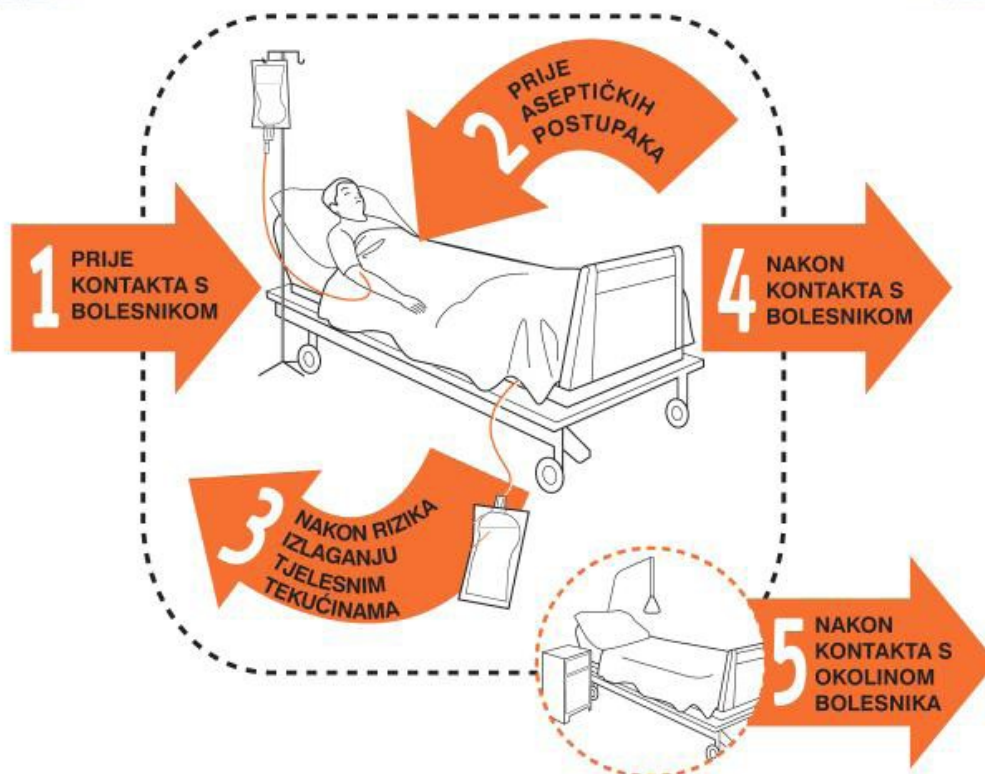 1
PRIJE
KONTAKTA S
BOLESNIKOM
2
PRIJE
ASEPTIČKIH
POSTUPAKA
3
NAKON RIZIKA
IZLAGANJU
TJELESNIM
TEKUĆINAMA
4
NAKON
KONTAKTA S
BOLESNIKOM
5
NAKON
KONTAKTA S
OKOLINOM
BOLESNIKA